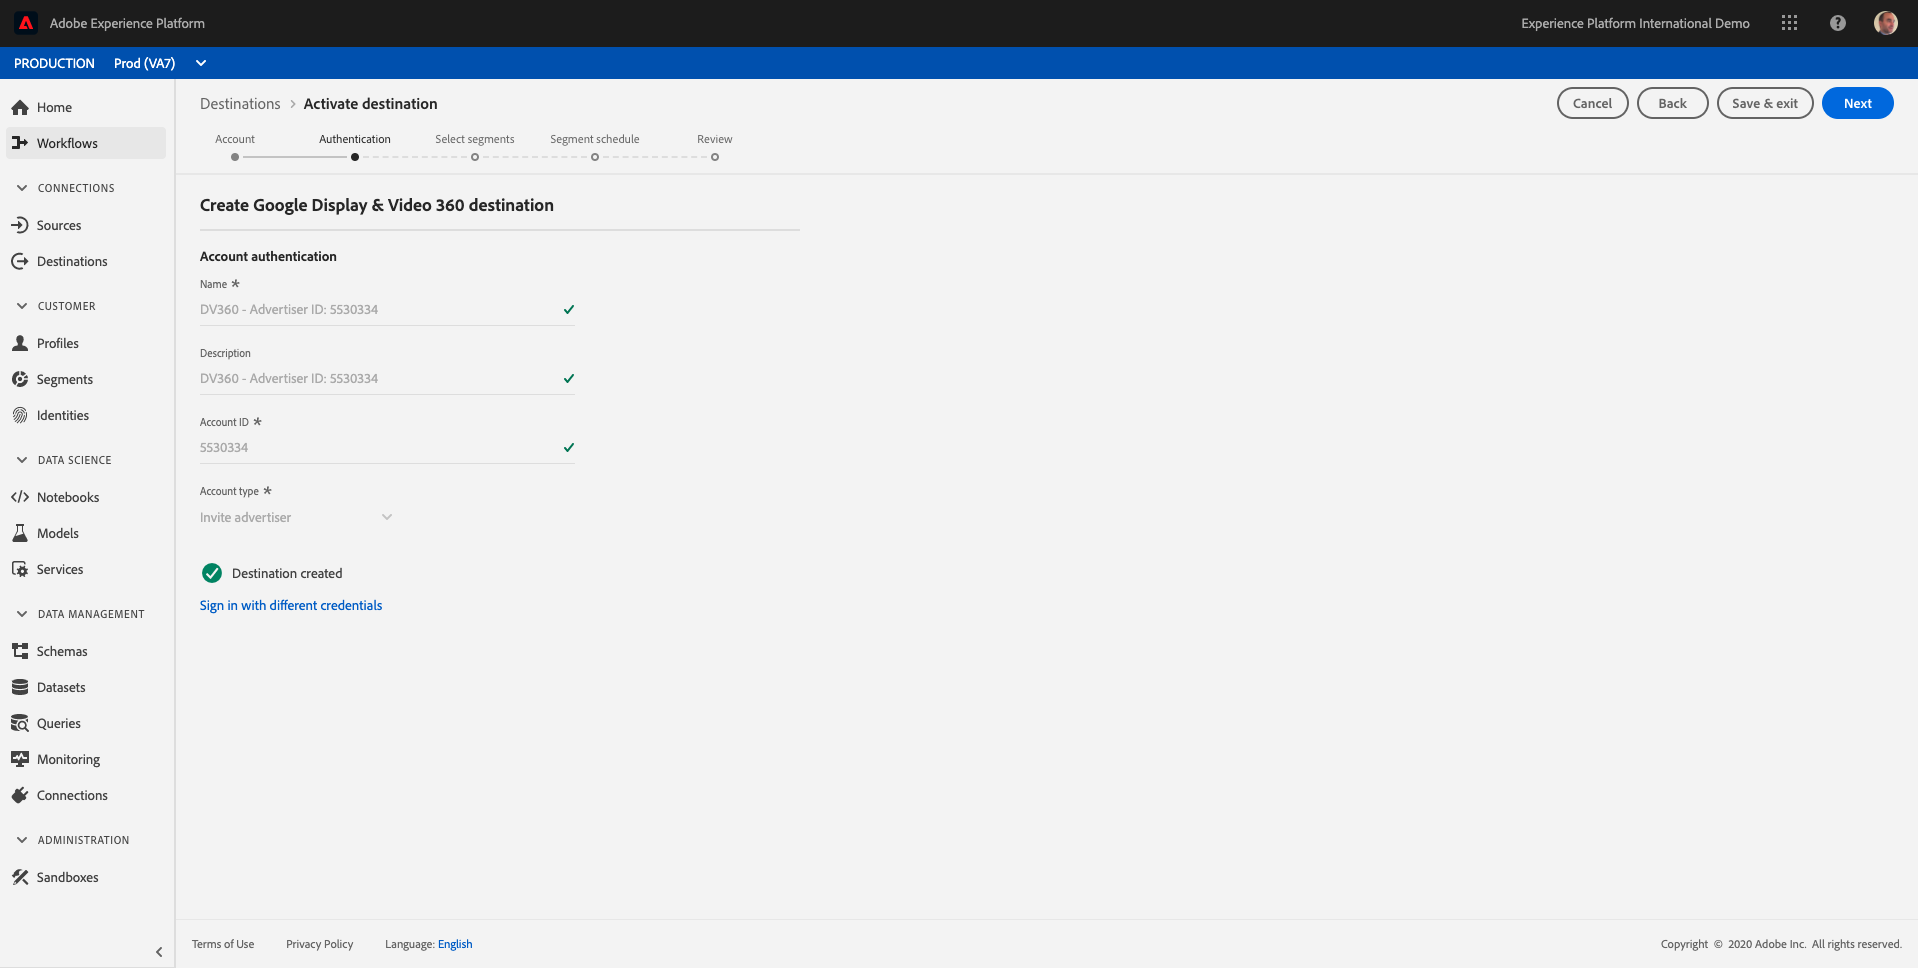 Adobe Experience Platform
Experience Platform International Demo
PRODUCTION Prod (VA7)
Home
Workflows
CONNECTIONS
Sources
Destinations
CUSTOMER
Profiles
Segments
Identities
DATA SCIENCE
Notebooks
Models
Services
DATA MANAGEMENT
Schemas
Datasets
Queries
Monitoring
Connections
ADMINISTRATION
Sandboxes
Destinations > Activate destination
Cancel
Back
Save & exit
Next
Account
Authentication
Select segments
Segment schedule
Review
Create Google Display & Video 360 destination
Account authentication
Name *
DV360 - Advertiser ID: 5530334
Description
DV360 - Advertiser ID: 5530334
Account ID *
5530334
Account type *
Invite advertiser
Destination created
Sign in with different credentials
Terms of Use
Privacy Policy
Language: English
Copyright © 2020 Adobe Inc. All rights reserved.